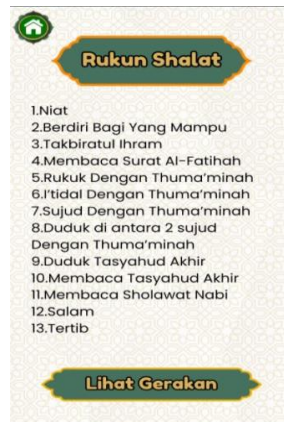 Rukun Shalat
1.Niat
2.Berdiri Bagi Yang Mampu
3.Takbiratul Ihram
4.Membaca Surat Al-Fatihah
5.Rukuk Dengan Thuma'minah
6.I'tidal Dengan Thuma'minah
7.Sujud Dengan Thuma'minah
8.Duduk di antara 2 sujud
Dengan Thuma'minah
9.Duduk Tasyahud Akhir
10.Membaca Tasyahud Akhir
11.Membaca Sholawat Nabi
12.Salam
13.Tertib
Lihat Gerakan